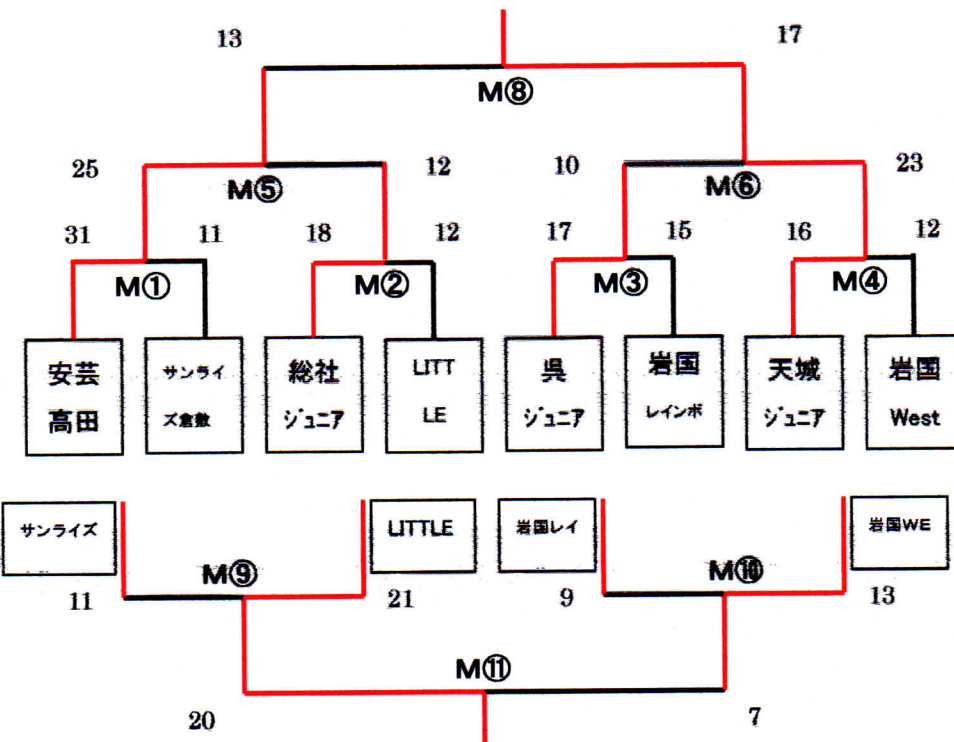 13 17
M⑧
25 12 10 23
M⑤ M⑥
31 11 18 12 17 15 16 12
M① M② M③ M④
安芸 サンライ 総社 LITT 呉 岩国 天城 岩国
高田 ズ倉敷 ジュニア LE ジュニア レインボ ジュニア West
サンライズ LITTLE 岩国レイ 岩国WE
M⑨ M⑩
11 21 9 13
M⑪
20 7